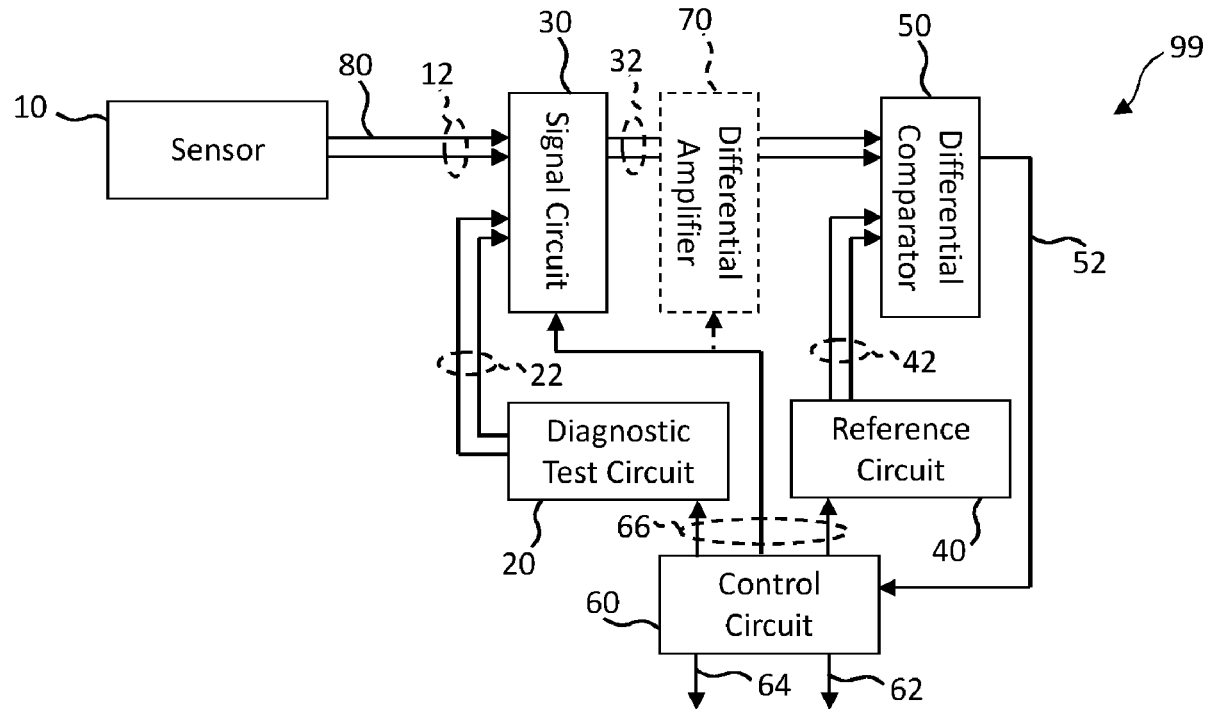 30
70
50
99
10
80
12
32
Sensor
Signal Circuit
Differential
Amplifier
Differential
Comparator
52
22
42
Diagnostic
Test Circuit
Reference
Circuit
66
20
40
Control
Circuit
60
64
62